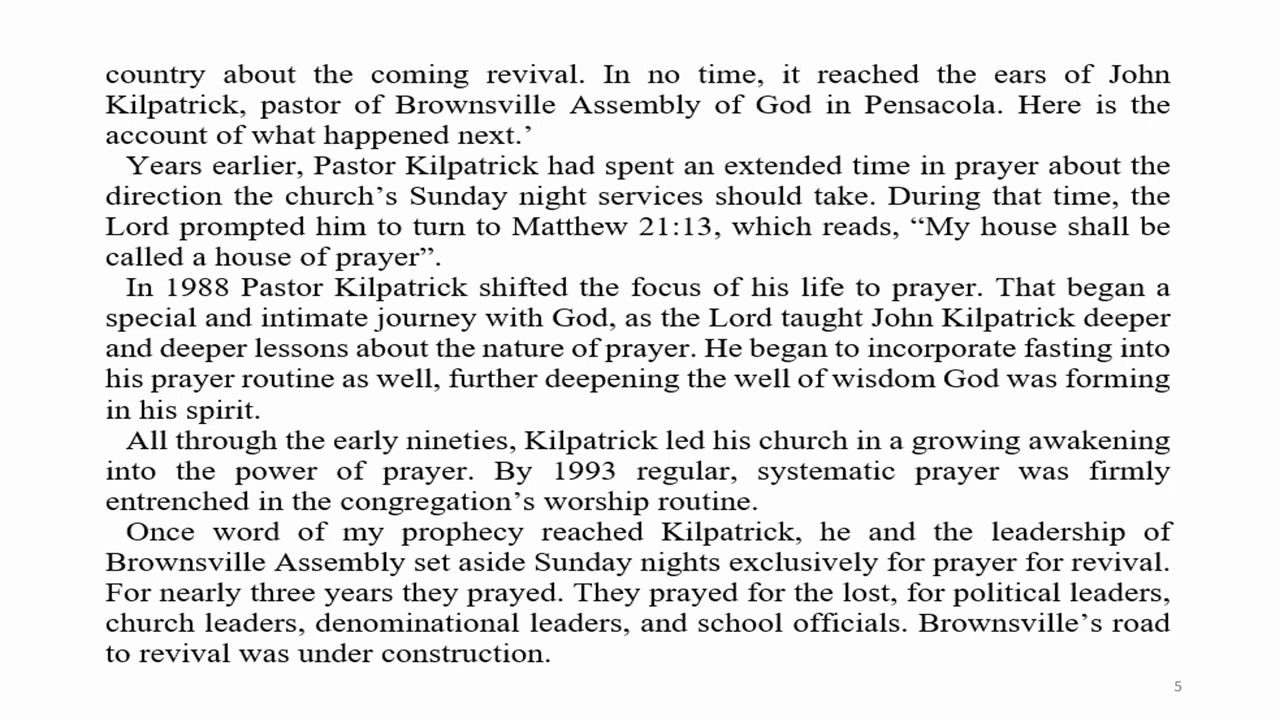 country about the coming revival. In no time, it reached the ears of John
Kilpatrick, pastor of Brownsville Assembly of God in Pensacola. Here is the
account of what happened next.’
Years earlier, Pastor Kilpatrick had spent an extended time in prayer about the
direction the church’s Sunday night services should take. During that time, the
Lord prompted him to turn to Matthew 21:13, which reads, “My house shall be
called a house of prayer”.
In 1988 Pastor Kilpatrick shifted the focus of his life to prayer. That began a
special and intimate journey with God, as the Lord taught John Kilpatrick deeper
and deeper lessons about the nature of prayer. He began to incorporate fasting into
his prayer routine as well, further deepening the well of wisdom God was forming
in his spirit.
All through the early nineties, Kilpatrick led his church in a growing awakening
into the power of prayer. By 1993 regular, systematic prayer was firmly
entrenched in the congregation’s worship routine.
Once word of my prophecy reached Kilpatrick, he and the leadership of
Brownsville Assembly set aside Sunday nights exclusively for prayer for revival.
For nearly three years they prayed. They prayed for the lost, for political leaders,
church leaders, denominational leaders, and school officials. Brownsville’s road
to revival was under construction.
5